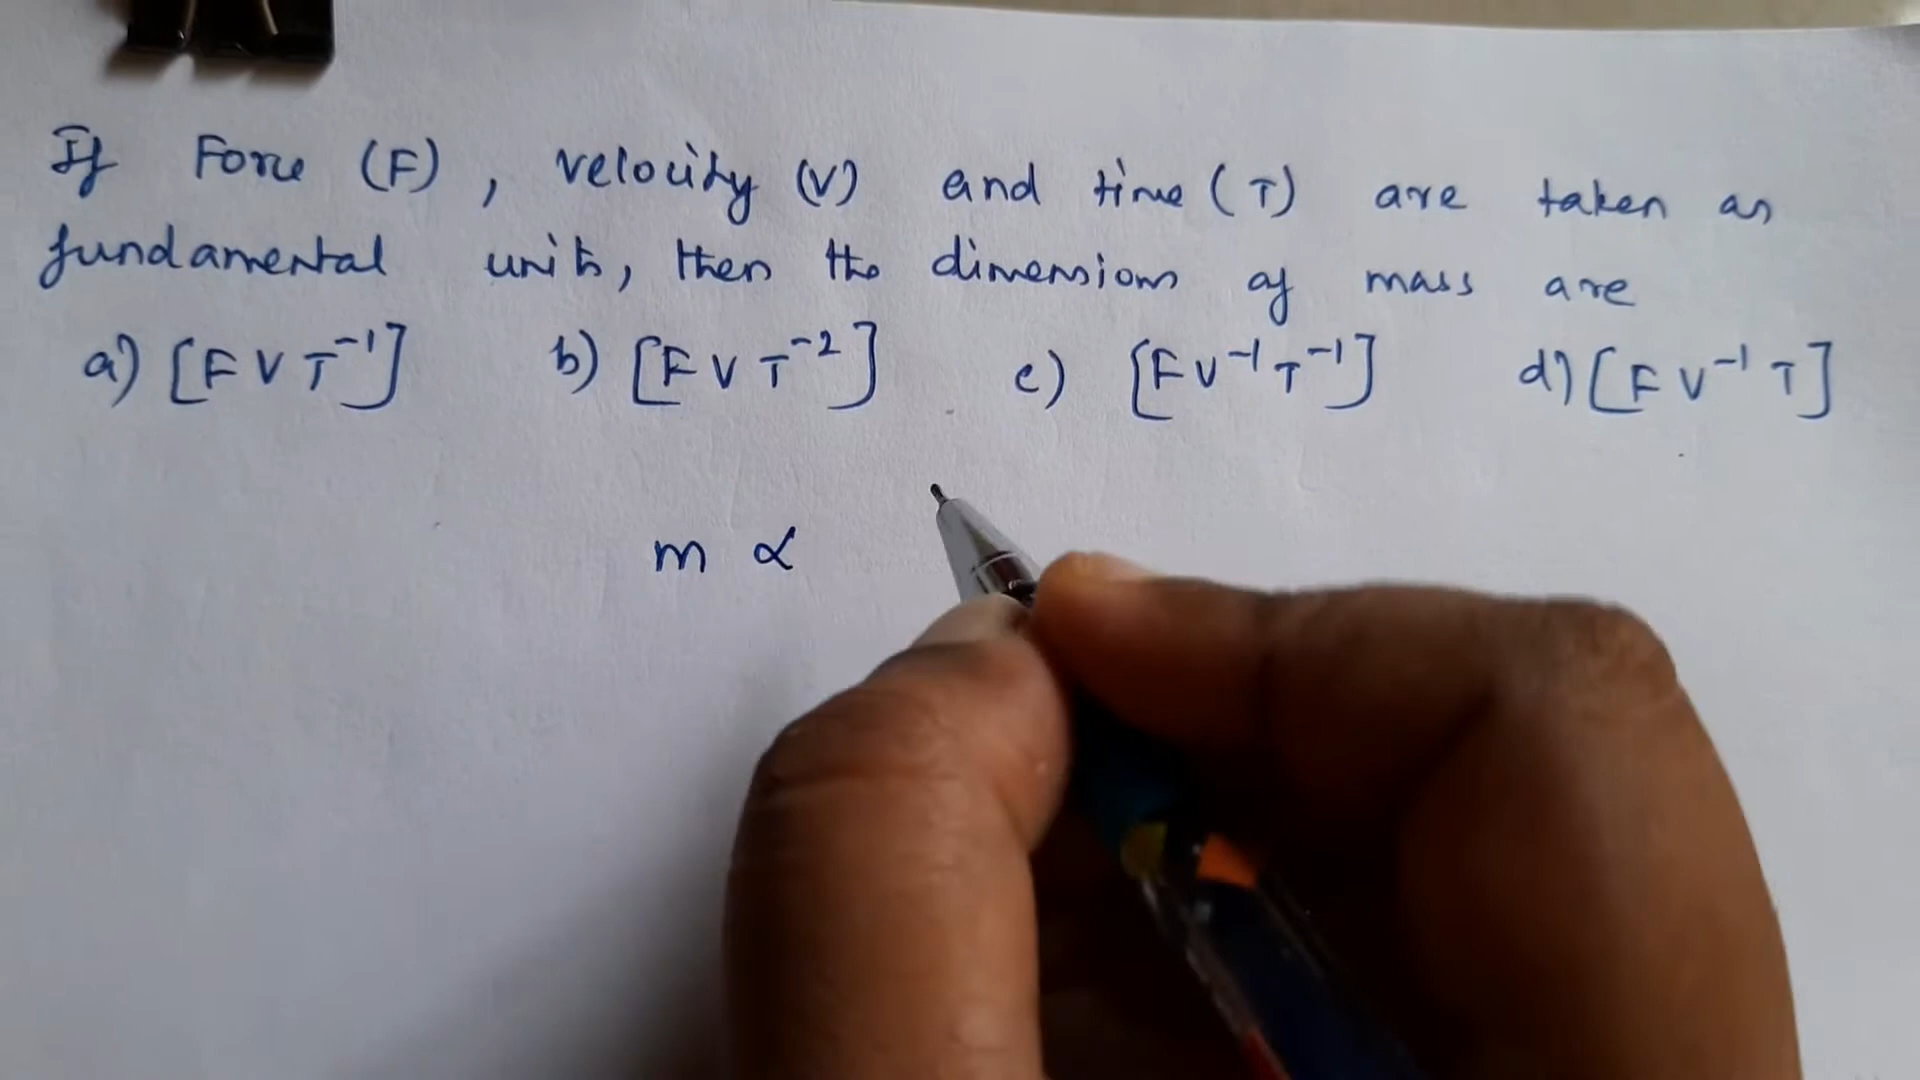 If Force (F), velocity (V) and time (T) are taken as
fundamental units, then the dimensions of mass are
a) [F V T⁻¹] b) [F V T⁻²] c) [F V⁻¹ T⁻¹] d) [F V⁻¹ T]
m ∝